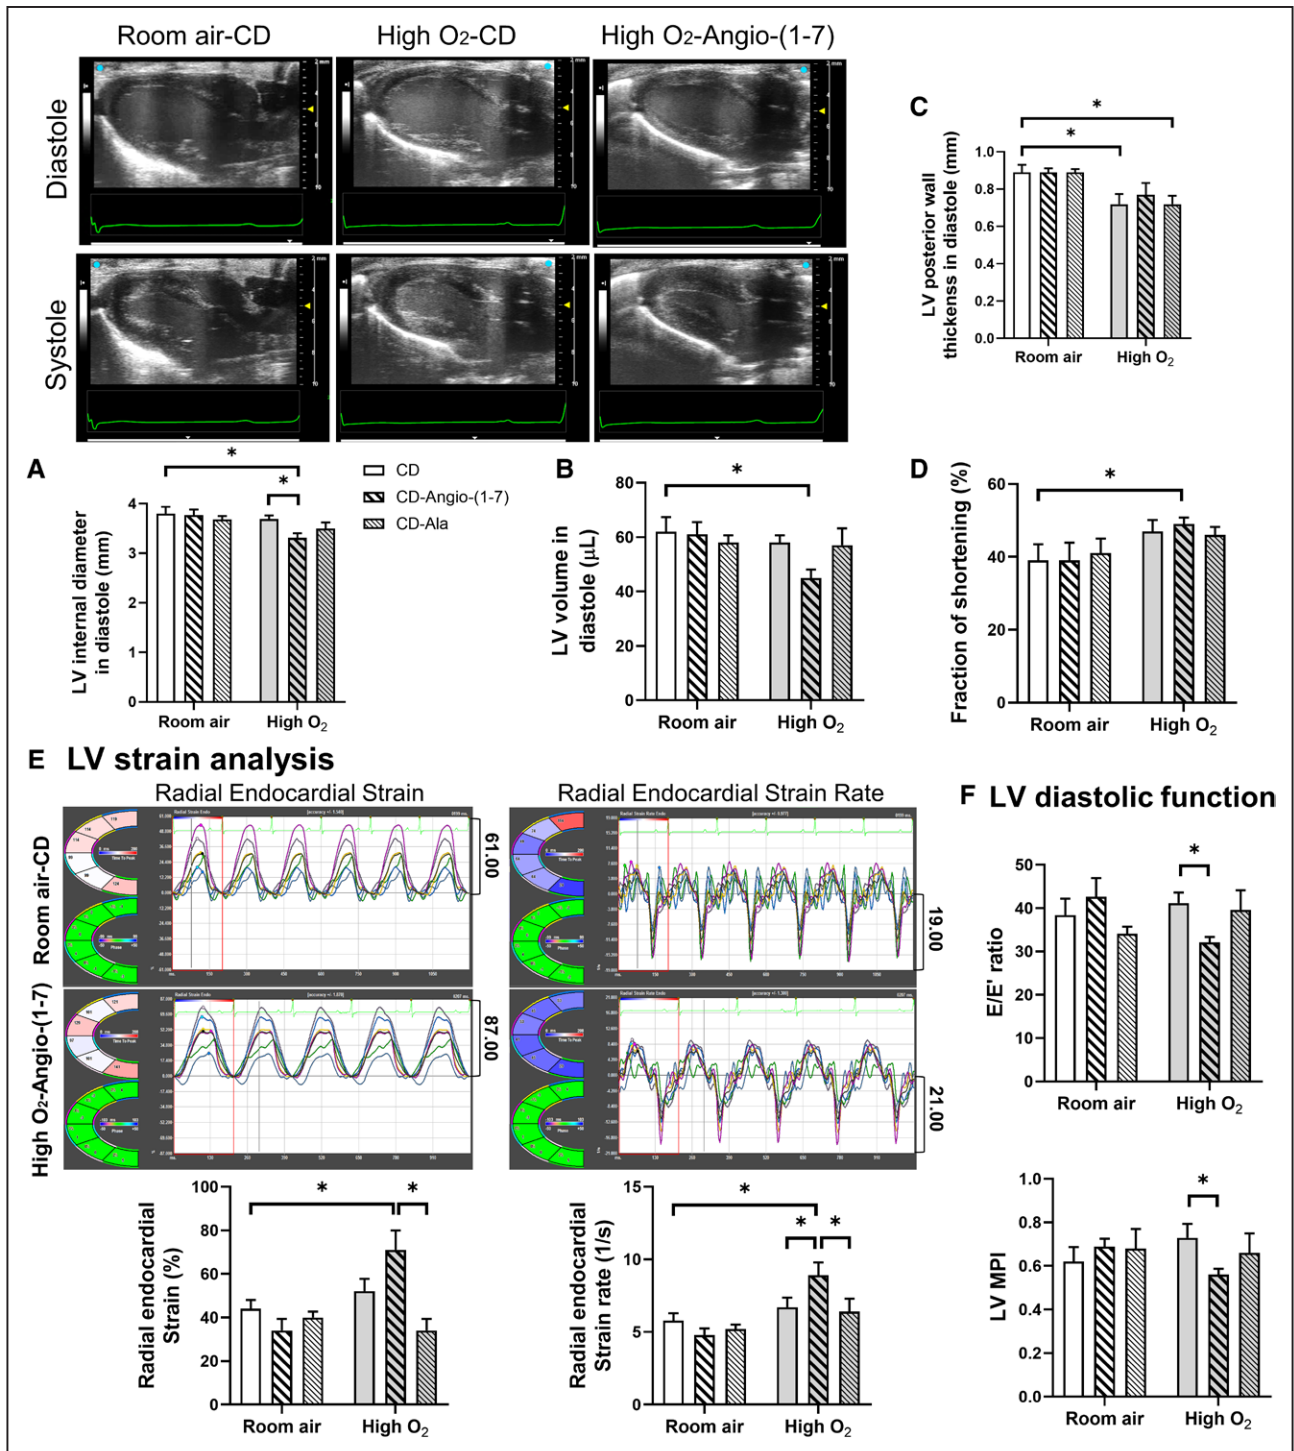 Room air-CD
High O2-CD
High O2-Angio-(1-7)
Diastole
Systole
C
*
*
LV posterior wall
thickenss in diastole (mm)
1.0
0.8
0.6
0.4
0.2
0.0
Room air
High O2
A
*
*
LV internal diameter
in diastole (mm)
4
3
2
1
0
Room air
High O2
CD
CD-Angio-(1-7)
CD-Ala
B
*
LV volume in
diastole (μL)
80
60
40
20
0
Room air
High O2
D
*
Fraction of shortening (%)
60
40
20
0
Room air
High O2
E LV strain analysis
Radial Endocardial Strain
Radial Endocardial Strain Rate
Room air-CD
61.00
19.00
High O2-Angio-(1-7)
87.00
21.00
*
*
Radial endocardial
Strain (%)
100
80
60
40
20
0
Room air
High O2
*
*
*
Radial endocardial
Strain rate (1/s)
15
10
5
0
Room air
High O2
F LV diastolic function
*
E/E' ratio
50
40
30
20
10
0
Room air
High O2
*
LV MPI
1.0
0.8
0.6
0.4
0.2
0.0
Room air
High O2